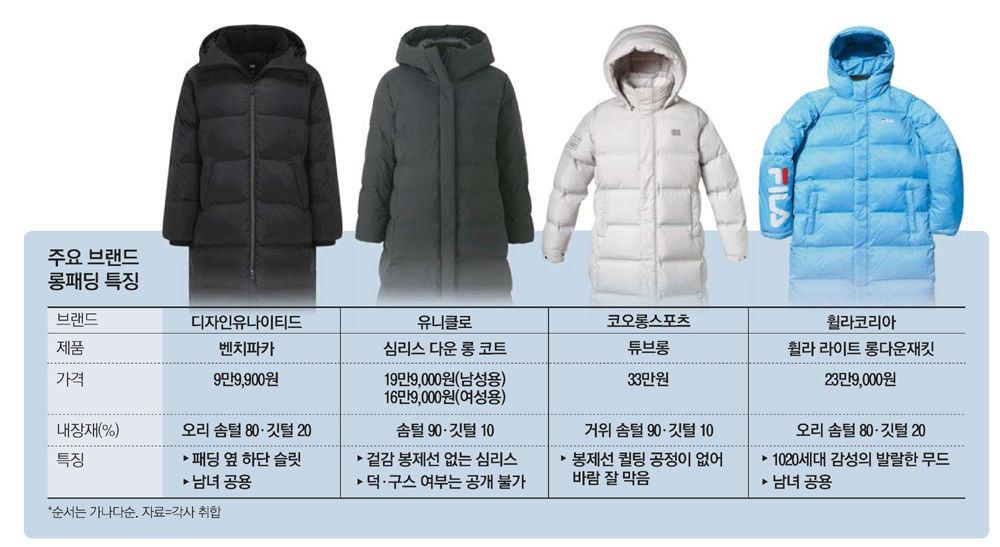 FILA
FILA
주요 브랜드
롱패딩 특징
브랜드 디자인유나이티드 유니클로 코오롱스포츠 휠라코리아
제품 벤치파카 심리스 다운 롱 코트 튜브롱 휠라 라이트 롱다운재킷
가격 9만9,900원 19만9,000원(남성용) 33만원 23만9,000원
16만9,000원(여성용)
내장재(%) 오리 솜털 80·깃털 20 솜털 90·깃털 10 거위 솜털 90·깃털 10 오리 솜털 80·깃털 20
특징 ▸패딩 옆 하단 슬릿 ▸겉감 봉제선 없는 심리스 ▸봉제선 퀼팅 공정이 없어 ▸1020세대 감성의 발랄한 무드
▸남녀 공용 ▸덕·구스 여부는 공개 불가 바람 잘 막음 ▸남녀 공용
*순서는 가나다순. 자료=각사 취합